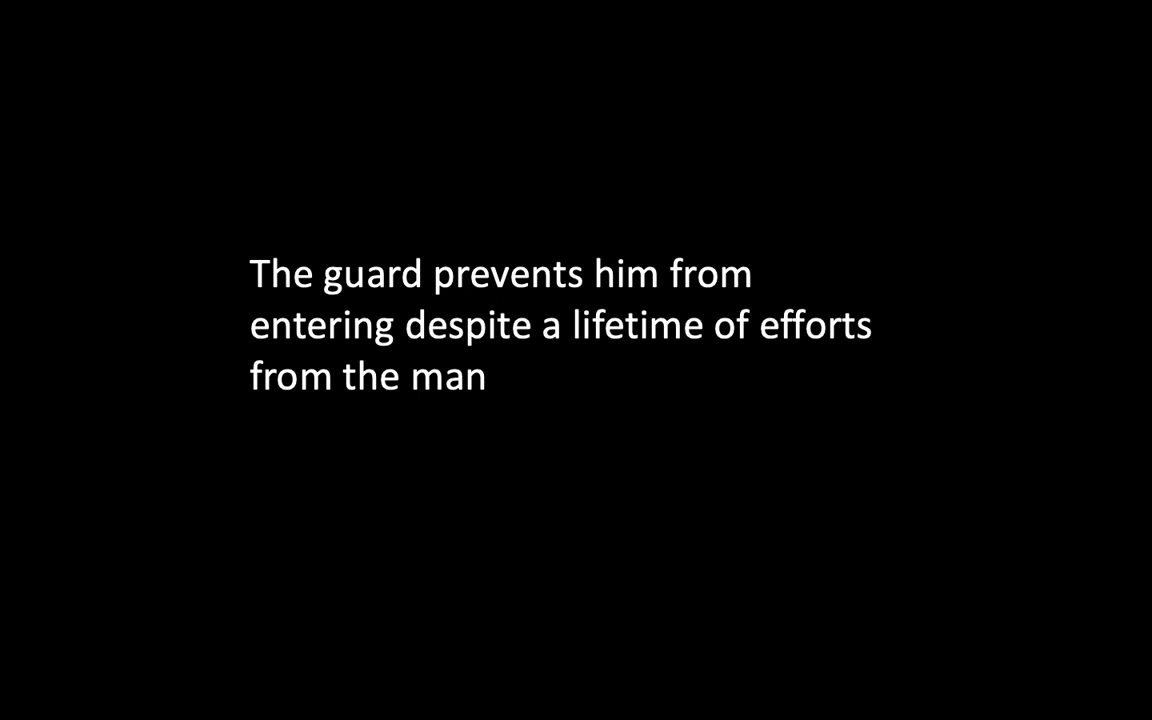 The guard prevents him from
entering despite a lifetime of efforts
from the man